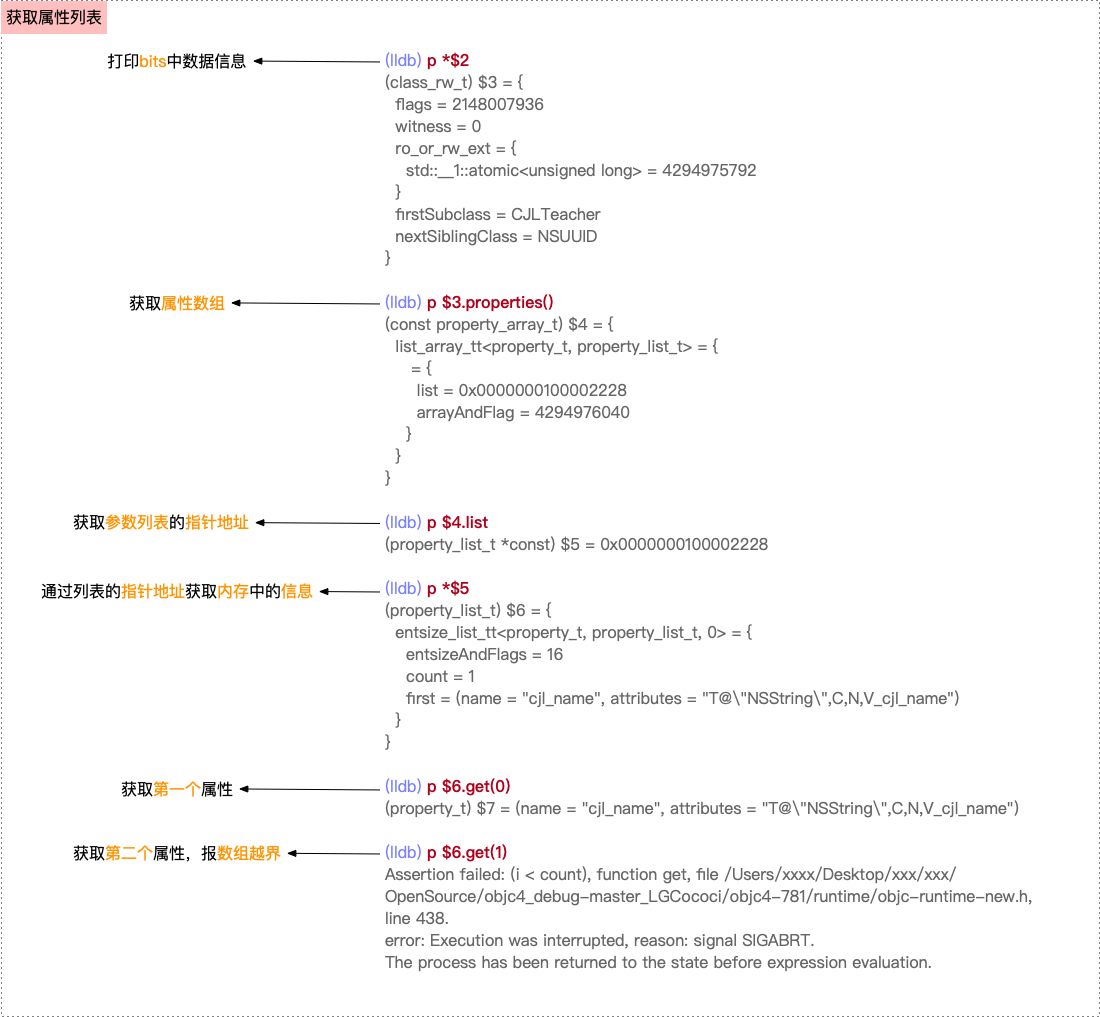 获取属性列表
打印bits中数据信息
(lldb) p *$2
(class_rw_t) $3 = {
flags = 2148007936
witness = 0
ro_or_rw_ext = {
std::__1::atomic<unsigned long> = 4294975792
}
firstSubclass = CJLTeacher
nextSiblingClass = NSUUID
}
获取属性数组
(lldb) p $3.properties()
(const property_array_t) $4 = {
list_array_tt<property_t, property_list_t> = {
= {
list = 0x0000000100002228
arrayAndFlag = 4294976040
}
}
}
获取参数列表的指针地址
(lldb) p $4.list
(property_list_t *const) $5 = 0x0000000100002228
通过列表的指针地址获取内存中的信息
(lldb) p *$5
(property_list_t) $6 = {
entsize_list_tt<property_t, property_list_t, 0> = {
entsizeAndFlags = 16
count = 1
first = (name = "cjl_name", attributes = "T@\"NSString\",C,N,V_cjl_name")
}
}
获取第一个属性
(lldb) p $6.get(0)
(property_t) $7 = (name = "cjl_name", attributes = "T@\"NSString\",C,N,V_cjl_name")
获取第二个属性，报数组越界
(lldb) p $6.get(1)
Assertion failed: (i < count), function get, file /Users/xxxx/Desktop/xxx/xxx/
OpenSource/objc4_debug-master_LGCococi/objc4-781/runtime/objc-runtime-new.h,
line 438.
error: Execution was interrupted, reason: signal SIGABRT.
The process has been returned to the state before expression evaluation.